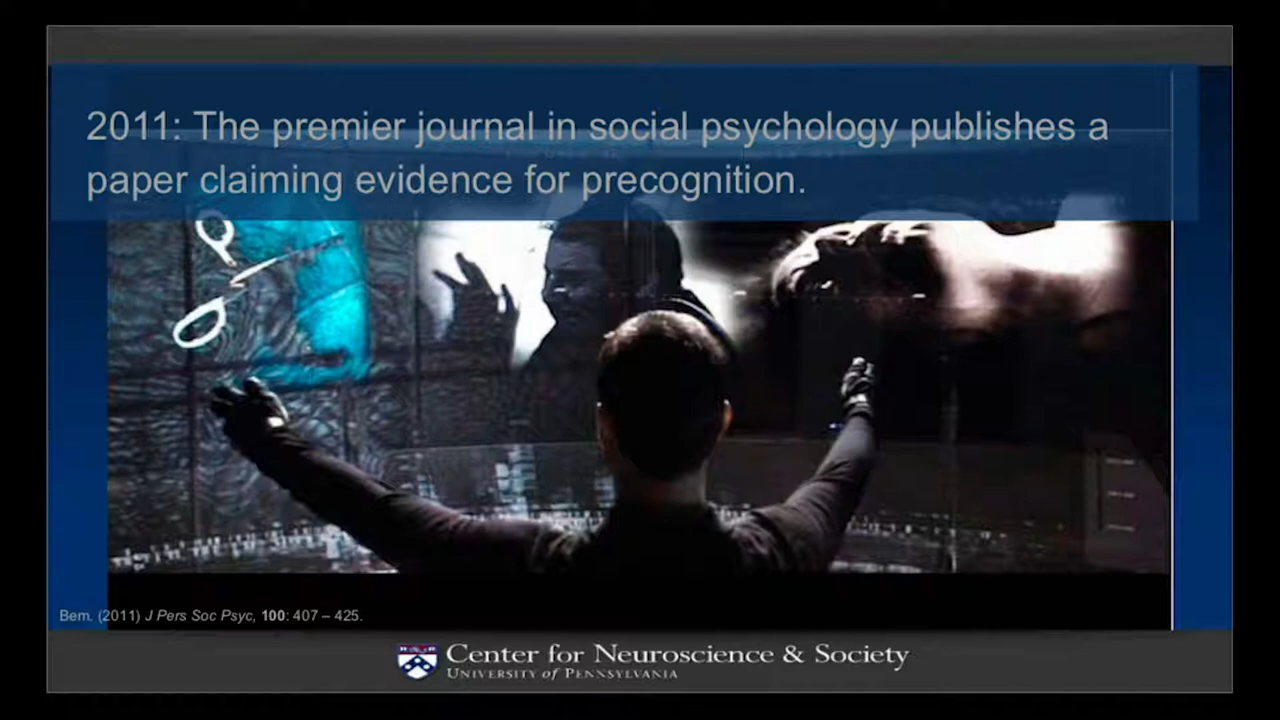 2011: The premier journal in social psychology publishes a
paper claiming evidence for precognition.
Bem. (2011) J Pers Soc Psyc, 100: 407 – 425.
Center for Neuroscience & Society
UNIVERSITY of PENNSYLVANIA